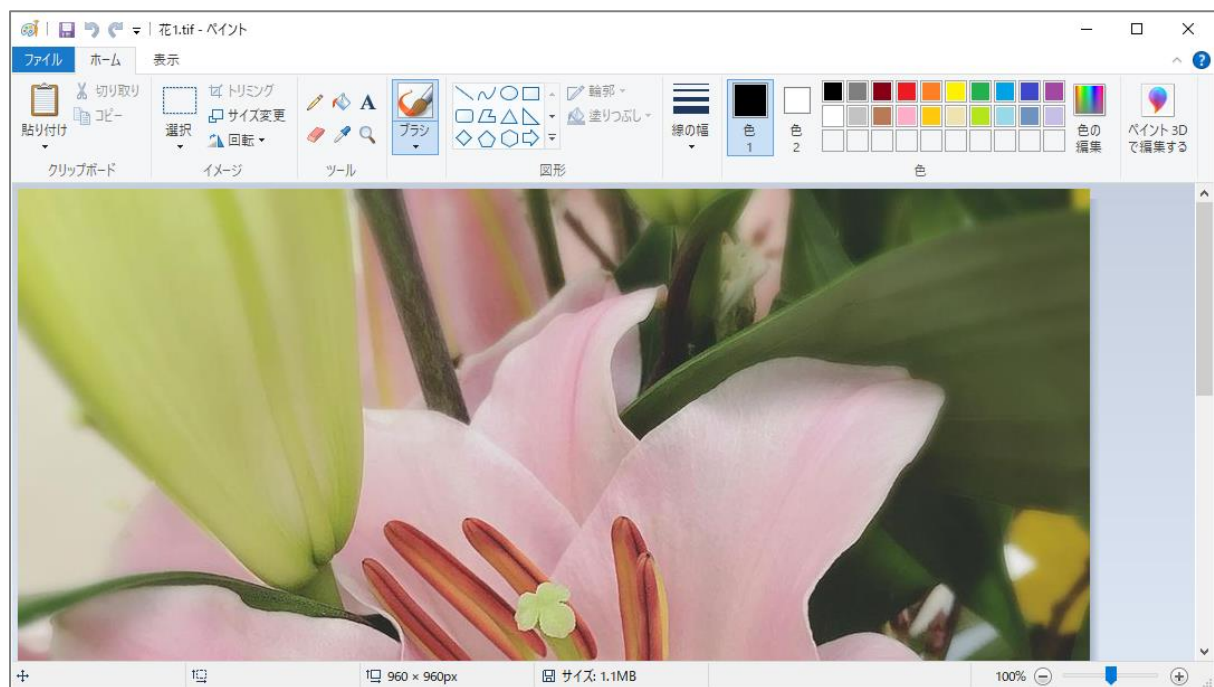 花1.tif - ペイント
ファイル ホーム 表示
貼り付け
切り取り
コピー
クリップボード
選択
トリミング
サイズ変更
回転
イメージ
A
ツール
ブラシ
輪郭
塗りつぶし
図形
線の幅
色
1
色
2
色の
編集
色
ペイント 3D
で編集する
960 × 960px
サイズ: 1.1MB
100%